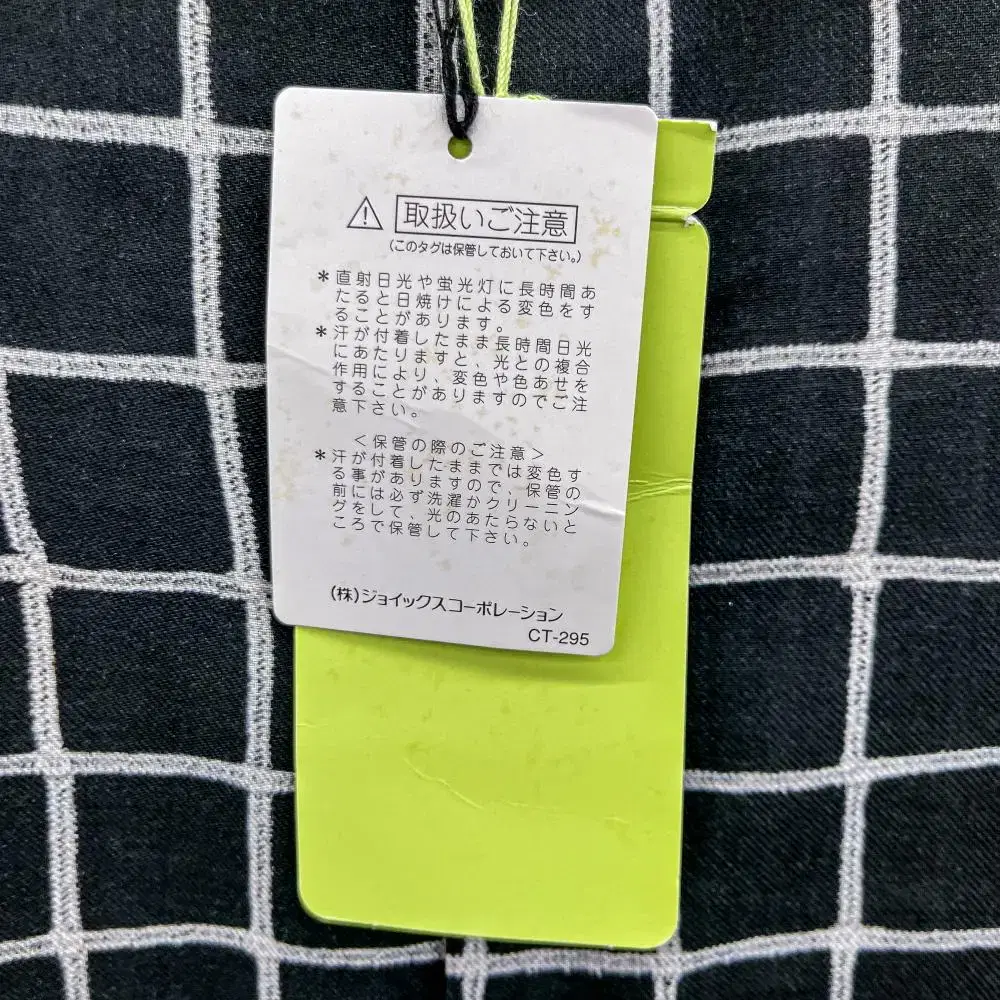 取扱いご注意
(このタグは保管しておいて下さい。)
*直射日光や蛍光灯に長時間あ
たると日焼けによる変色をす
ることがあります。
*汗が付着したまま長時間日光
にあたりますと、光との複合
作用により、変色や色あせを
することがありますのでご注
意下さい。
<保管の際のご注意>
*汗が付着したままでは変色す
る事がありますので、保管の
前には必ず洗濯かクリーニン
グをして、光のあたらないと
ころで保管して下さい。
(株)ジョイックスコーポレーション
CT-295